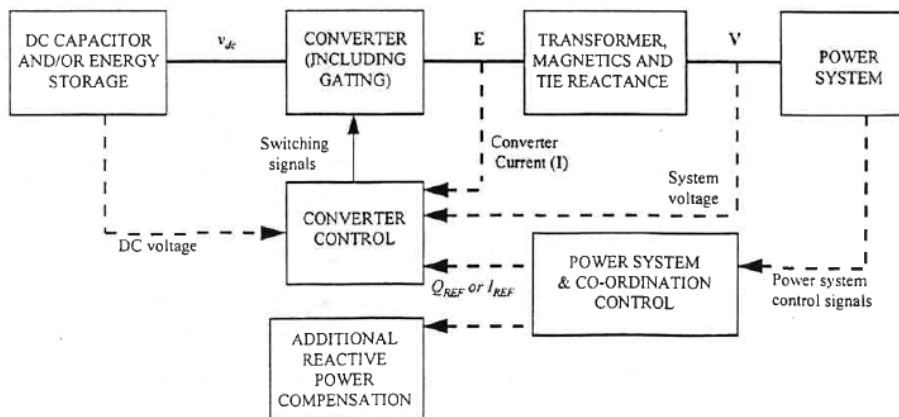 DC CAPACITOR
AND/OR ENERGY
STORAGE
v_dc
CONVERTER
(INCLUDING
GATING)
E
TRANSFORMER,
MAGNETICS AND
TIE REACTANCE
V
POWER
SYSTEM
Switching
signals
Converter
Current (I)
System
voltage
CONVERTER
CONTROL
DC voltage
POWER SYSTEM
& CO-ORDINATION
CONTROL
Power system
control signals
Q_REF or I_REF
ADDITIONAL
REACTIVE
POWER
COMPENSATION